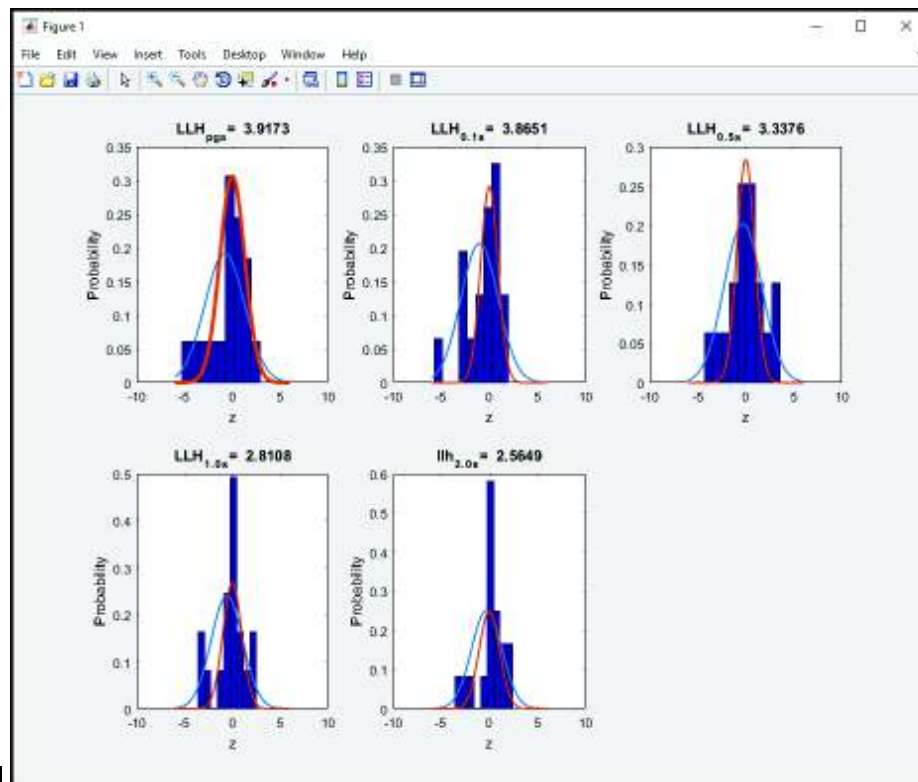 Figure 1
File Edit View Insert Tools Desktop Window Help
LLH_pga= 3.9173
0.35
0.3
0.25
0.2
0.15
0.1
0.05
0
Probability
-10 -5 0 5 10
z
LLH_0.1s= 3.8651
0.35
0.3
0.25
0.2
0.15
0.1
0.05
0
Probability
-10 -5 0 5 10
z
LLH_0.5s= 3.3376
0.3
0.25
0.2
0.15
0.1
0.05
0
Probability
-10 -5 0 5 10
z
LLH_1.0s= 2.8108
0.5
0.4
0.3
0.2
0.1
0
Probability
-10 -5 0 5 10
z
llh_2.0s= 2.5649
0.6
0.5
0.4
0.3
0.2
0.1
0
Probability
-10 -5 0 5 10
z